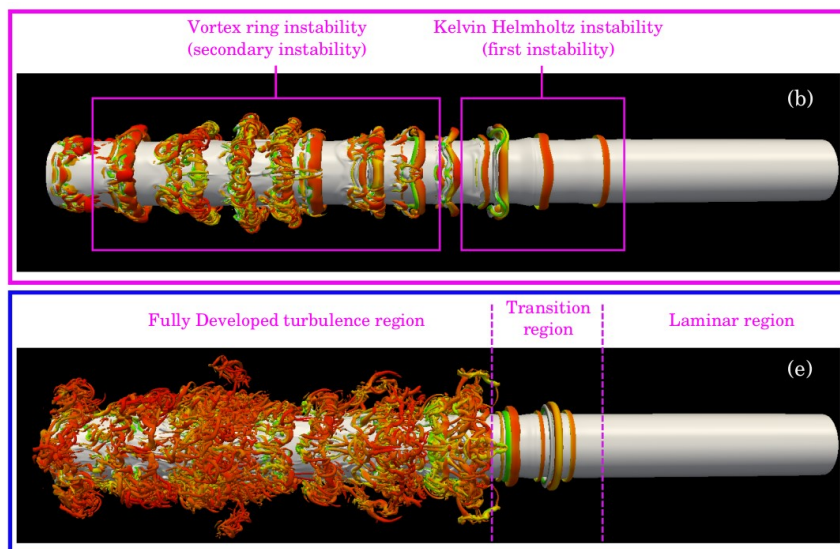 Vortex ring instability
(secondary instability)
Kelvin Helmholtz instability
(first instability)
(b)
Fully Developed turbulence region
Transition
region
Laminar region
(e)